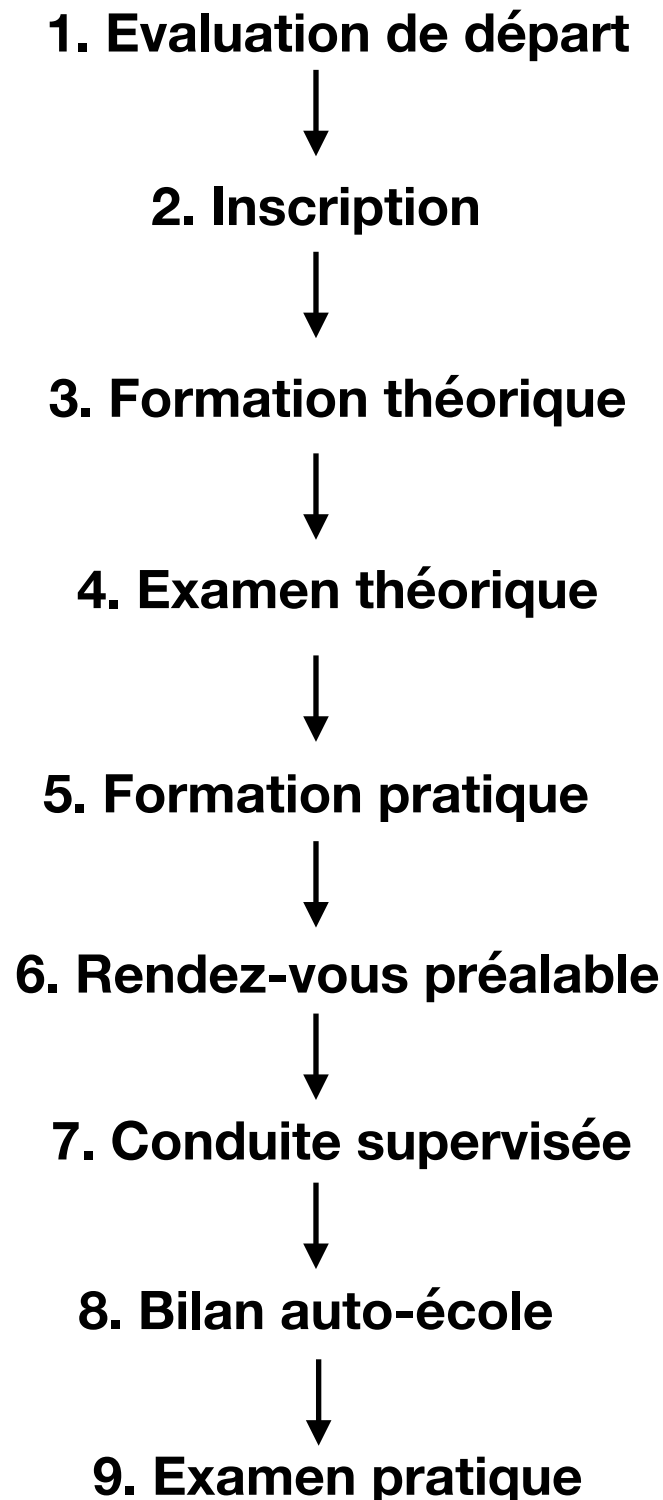 1. Evaluation de départ
2. Inscription
3. Formation théorique
4. Examen théorique
5. Formation pratique
6. Rendez-vous préalable
7. Conduite supervisée
8. Bilan auto-école
9. Examen pratique